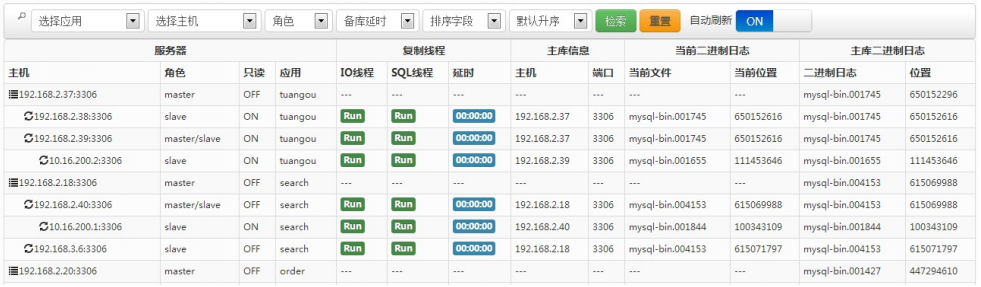 选择应用 选择主机 角色 备库延时 排序字段 默认升序 检索 重置 自动刷新 ON
服务器 复制线程 主库信息 当前二进制日志 主库二进制日志
主机 角色 只读 应用 IO线程 SQL线程 延时 主机 端口 当前文件 当前位置 二进制日志 位置
192.168.2.37:3306 master OFF tuangou --- --- --- --- --- --- --- mysql-bin.001745 650152296
192.168.2.38:3306 slave ON tuangou Run Run 00:00:00 192.168.2.37 3306 mysql-bin.001745 650152616 mysql-bin.001745 650152616
192.168.2.39:3306 master/slave ON tuangou Run Run 00:00:00 192.168.2.37 3306 mysql-bin.001745 650152616 mysql-bin.001745 650152616
10.16.200.2:3306 slave ON tuangou Run Run 00:00:00 192.168.2.39 3306 mysql-bin.001655 111453646 mysql-bin.001655 111453646
192.168.2.18:3306 master OFF search --- --- --- --- --- --- --- mysql-bin.004153 615069988
192.168.2.40:3306 master/slave OFF search Run Run 00:00:00 192.168.2.18 3306 mysql-bin.004153 615069988 mysql-bin.004153 615069988
10.16.200.1:3306 slave ON search Run Run 00:00:00 192.168.2.40 3306 mysql-bin.001844 100343109 mysql-bin.001844 100343109
192.168.3.6:3306 slave OFF search Run Run 00:00:00 192.168.2.18 3306 mysql-bin.004153 615071797 mysql-bin.004153 615071797
192.168.2.20:3306 master OFF order --- --- --- --- --- --- --- mysql-bin.001427 447294610